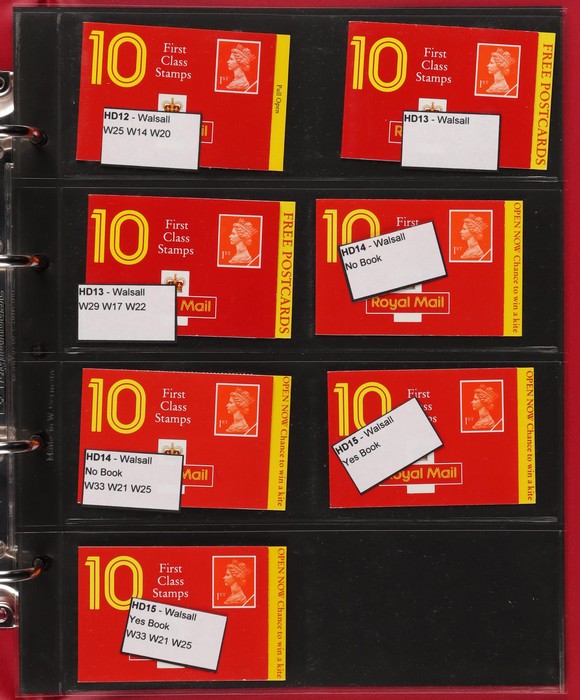 10
First
Class
Stamps
1ST
Pull Open
HD12 - Walsall
W25 W14 W20
ail
10
First
Class
Stamps
1ST
FREE POSTCARDS
HD13 - Walsall
R
10
First
Class
Stamps
1ST
FREE POSTCARDS
HD13 - Walsall
W29 W17 W22
Mail
10
First
1ST
OPEN NOW Chance to win a kite
HD14 - Walsall
No Book
Royal Mail
10
First
Class
Stamps
1ST
OPEN NOW Chance to win a kite
HD14 - Walsall
No Book
W33 W21 W25
Mail
10
First
1ST
OPEN NOW Chance to win a kite
HD15 - Walsall
Yes Book
oyal Mail
10
First
Class
Stamps
1ST
OPEN NOW Chance to win a kite
HD15 - Walsall
Yes Book
W33 W21 W25